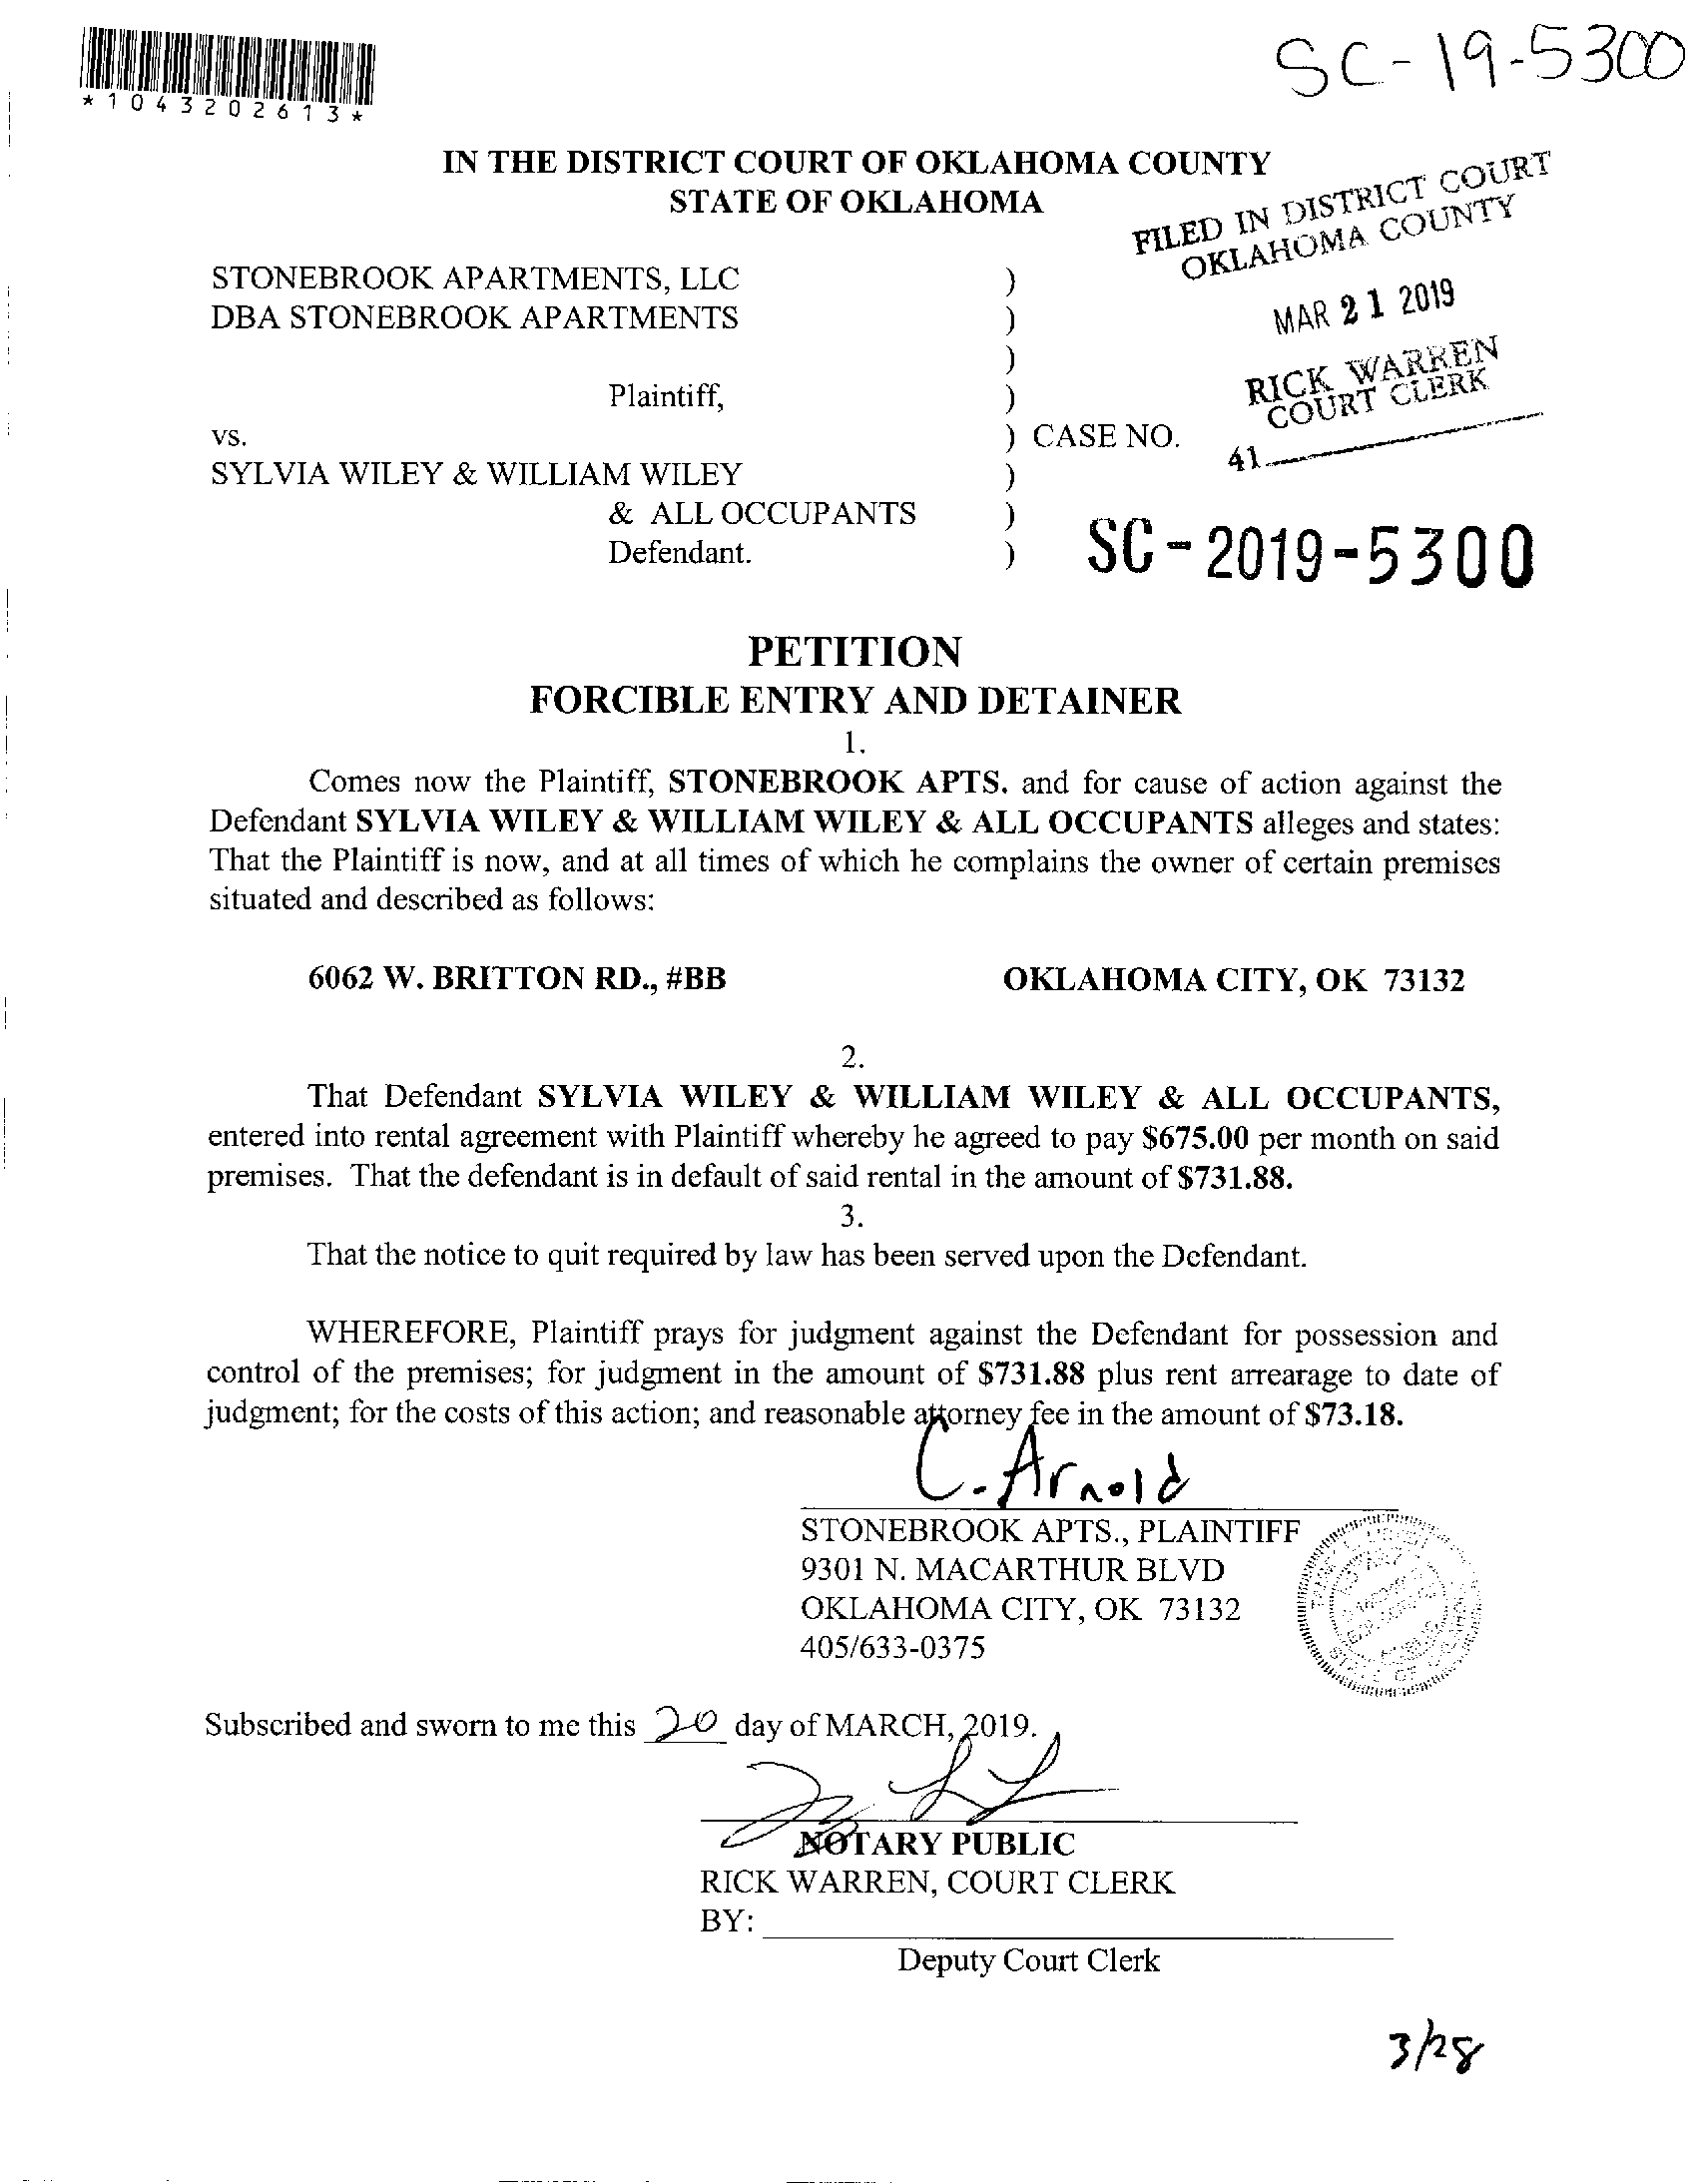 SC-19-5300
*1043202613*
IN THE DISTRICT COURT OF OKLAHOMA COUNTY
STATE OF OKLAHOMA
FILED IN DISTRICT COURT
OKLAHOMA COUNTY
MAR 21 2019
RICK WARREN
COURT CLERK
41
STONEBROOK APARTMENTS, LLC )
DBA STONEBROOK APARTMENTS )
)
Plaintiff, )
vs. ) CASE NO.
SYLVIA WILEY & WILLIAM WILEY )
& ALL OCCUPANTS )
Defendant. )
SC-2019-5300
PETITION
FORCIBLE ENTRY AND DETAINER
1.
Comes now the Plaintiff, STONEBROOK APTS. and for cause of action against the
Defendant SYLVIA WILEY & WILLIAM WILEY & ALL OCCUPANTS alleges and states:
That the Plaintiff is now, and at all times of which he complains the owner of certain premises
situated and described as follows:
6062 W. BRITTON RD., #BB OKLAHOMA CITY, OK 73132
2.
That Defendant SYLVIA WILEY & WILLIAM WILEY & ALL OCCUPANTS,
entered into rental agreement with Plaintiff whereby he agreed to pay $675.00 per month on said
premises. That the defendant is in default of said rental in the amount of $731.88.
3.
That the notice to quit required by law has been served upon the Defendant.
WHEREFORE, Plaintiff prays for judgment against the Defendant for possession and
control of the premises; for judgment in the amount of $731.88 plus rent arrearage to date of
judgment; for the costs of this action; and reasonable attorney fee in the amount of $73.18.
C. Arnold
STONEBROOK APTS., PLAINTIFF
9301 N. MACARTHUR BLVD
OKLAHOMA CITY, OK 73132
405/633-0375
Subscribed and sworn to me this 20 day of MARCH, 2019.
NOTARY PUBLIC
RICK WARREN, COURT CLERK
BY:
Deputy Court Clerk
3/28